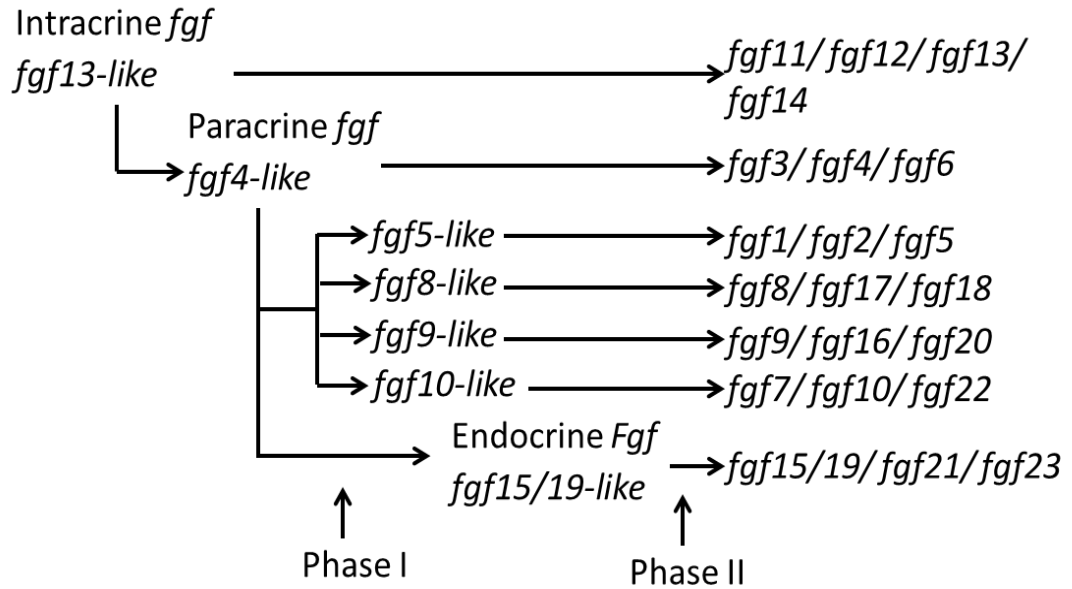 Intracrine fgf
fgf13-like
fgf11/ fgf12/ fgf13/
fgf14
Paracrine fgf
fgf4-like
fgf3/ fgf4/ fgf6
fgf5-like
fgf1/ fgf2/ fgf5
fgf8-like
fgf8/ fgf17/ fgf18
fgf9-like
fgf9/ fgf16/ fgf20
fgf10-like
fgf7/ fgf10/ fgf22
Endocrine Fgf
fgf15/19-like
fgf15/19/ fgf21/ fgf23
Phase I
Phase II